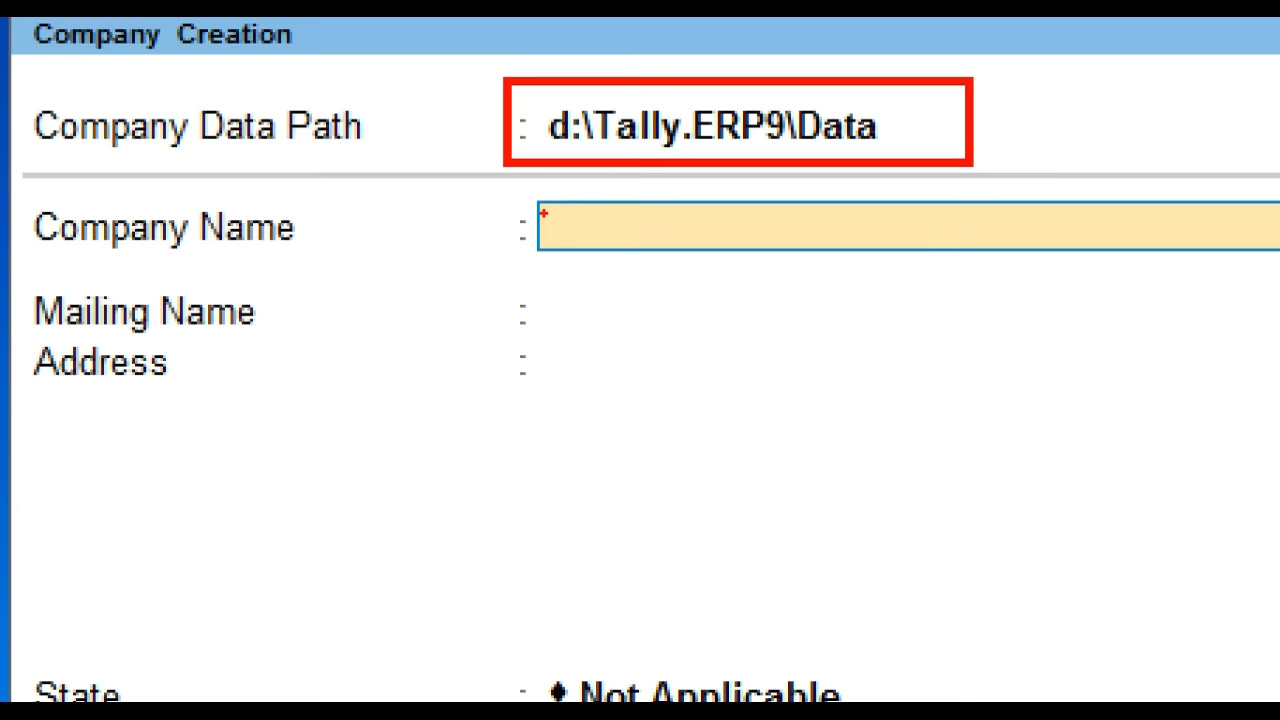 Company Creation
Company Data Path : d:\Tally.ERP9\Data
Company Name :
Mailing Name :
Address :
State : ♦ Not Applicable